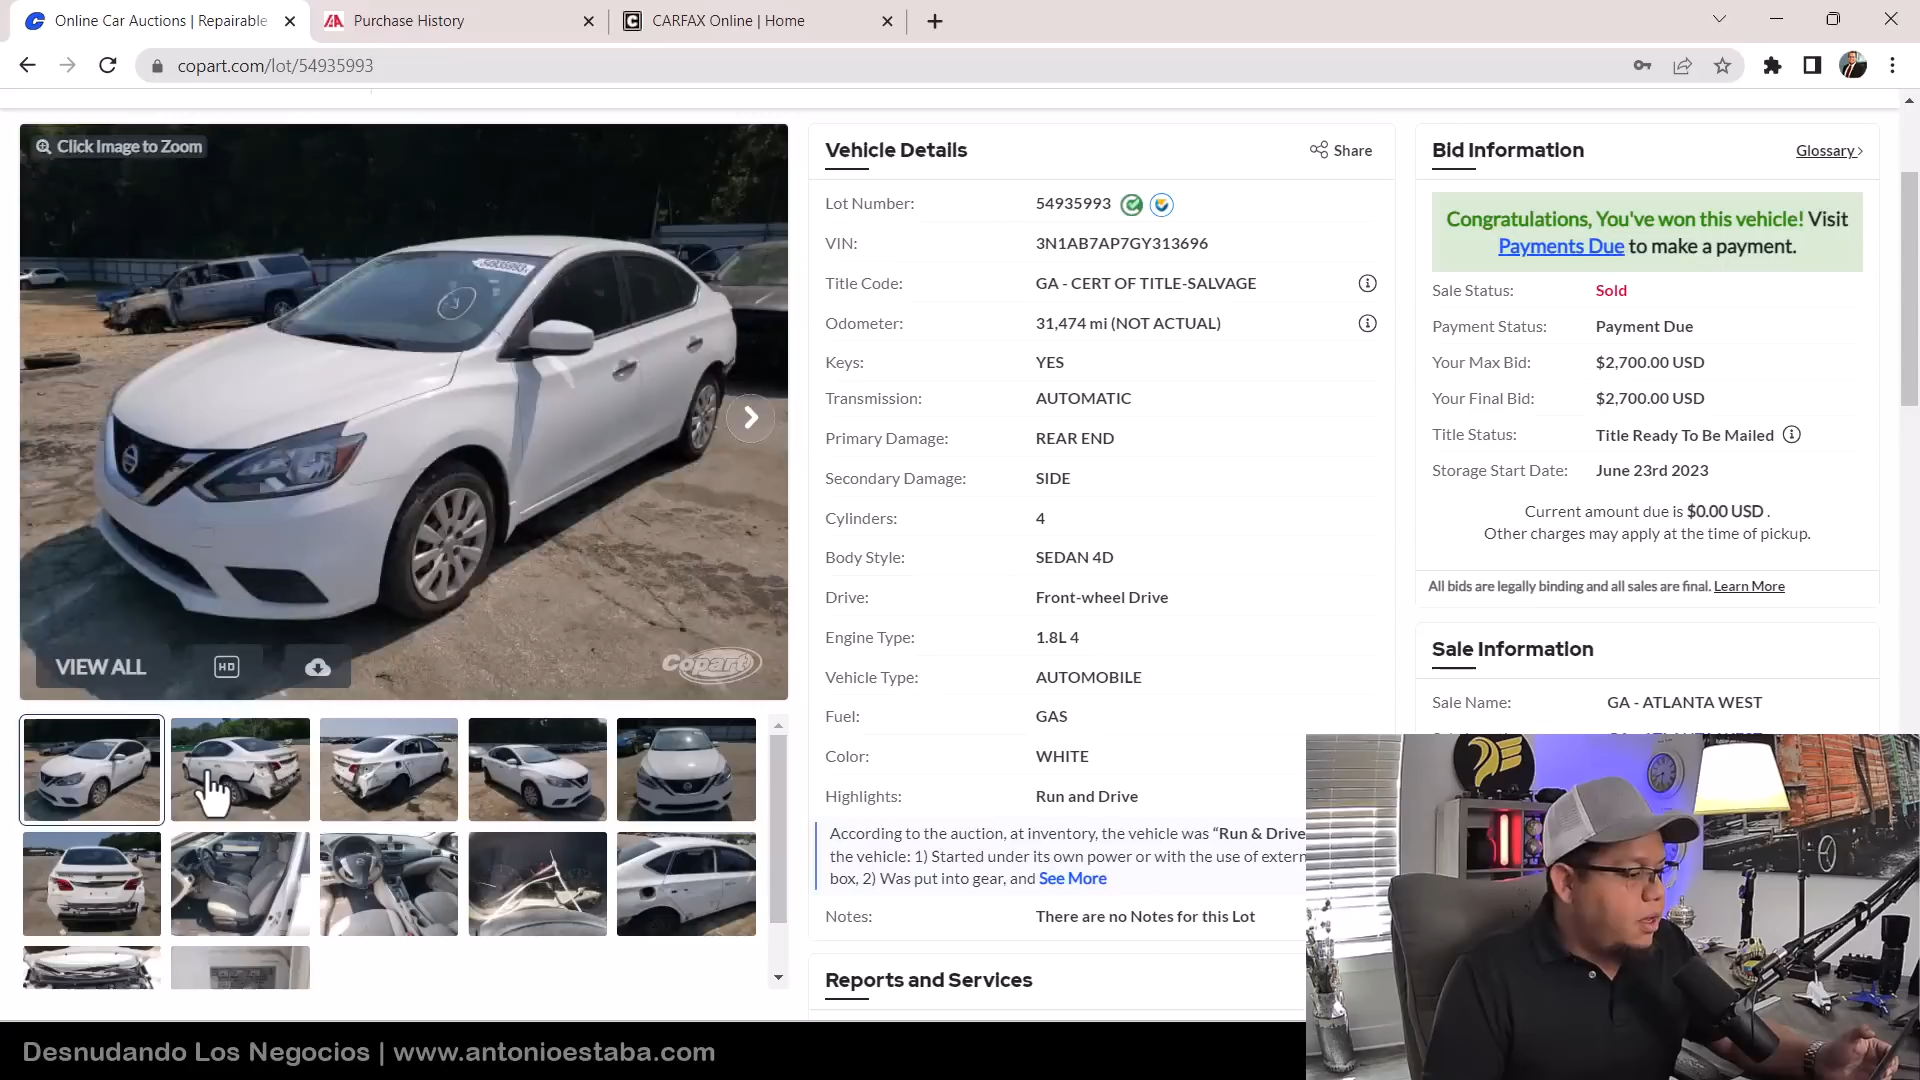 Online Car Auctions | Repairable
Purchase History
CARFAX Online | Home
copart.com/lot/54935993
Click Image to Zoom
54935993
VIEW ALL
HD
Copart
Vehicle Details
Share
Lot Number: 54935993
VIN: 3N1AB7AP7GY313696
Title Code: GA - CERT OF TITLE-SALVAGE
Odometer: 31,474 mi (NOT ACTUAL)
Keys: YES
Transmission: AUTOMATIC
Primary Damage: REAR END
Secondary Damage: SIDE
Cylinders: 4
Body Style: SEDAN 4D
Drive: Front-wheel Drive
Engine Type: 1.8L 4
Vehicle Type: AUTOMOBILE
Fuel: GAS
Color: WHITE
Highlights: Run and Drive
According to the auction, at inventory, the vehicle was “Run & Drive
the vehicle: 1) Started under its own power or with the use of extern
box, 2) Was put into gear, and See More
Notes: There are no Notes for this Lot
Reports and Services
Bid Information
Glossary
Congratulations, You've won this vehicle! Visit
Payments Due to make a payment.
Sale Status: Sold
Payment Status: Payment Due
Your Max Bid: $2,700.00 USD
Your Final Bid: $2,700.00 USD
Title Status: Title Ready To Be Mailed
Storage Start Date: June 23rd 2023
Current amount due is $0.00 USD .
Other charges may apply at the time of pickup.
All bids are legally binding and all sales are final. Learn More
Sale Information
Sale Name: GA - ATLANTA WEST
Desnudando Los Negocios | www.antonioestaba.com